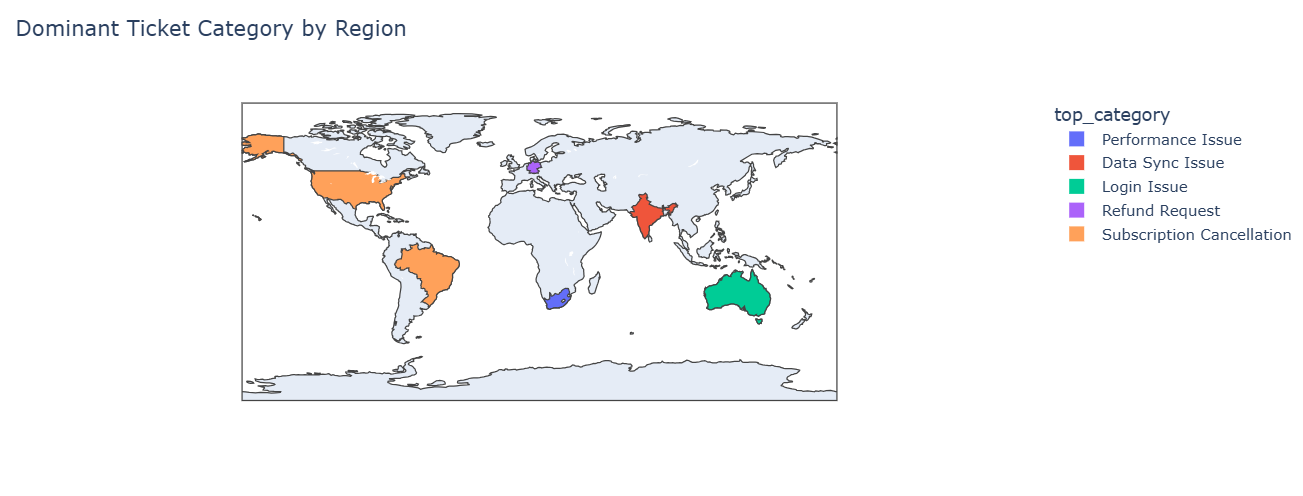 Dominant Ticket Category by Region
top_category
Performance Issue
Data Sync Issue
Login Issue
Refund Request
Subscription Cancellation